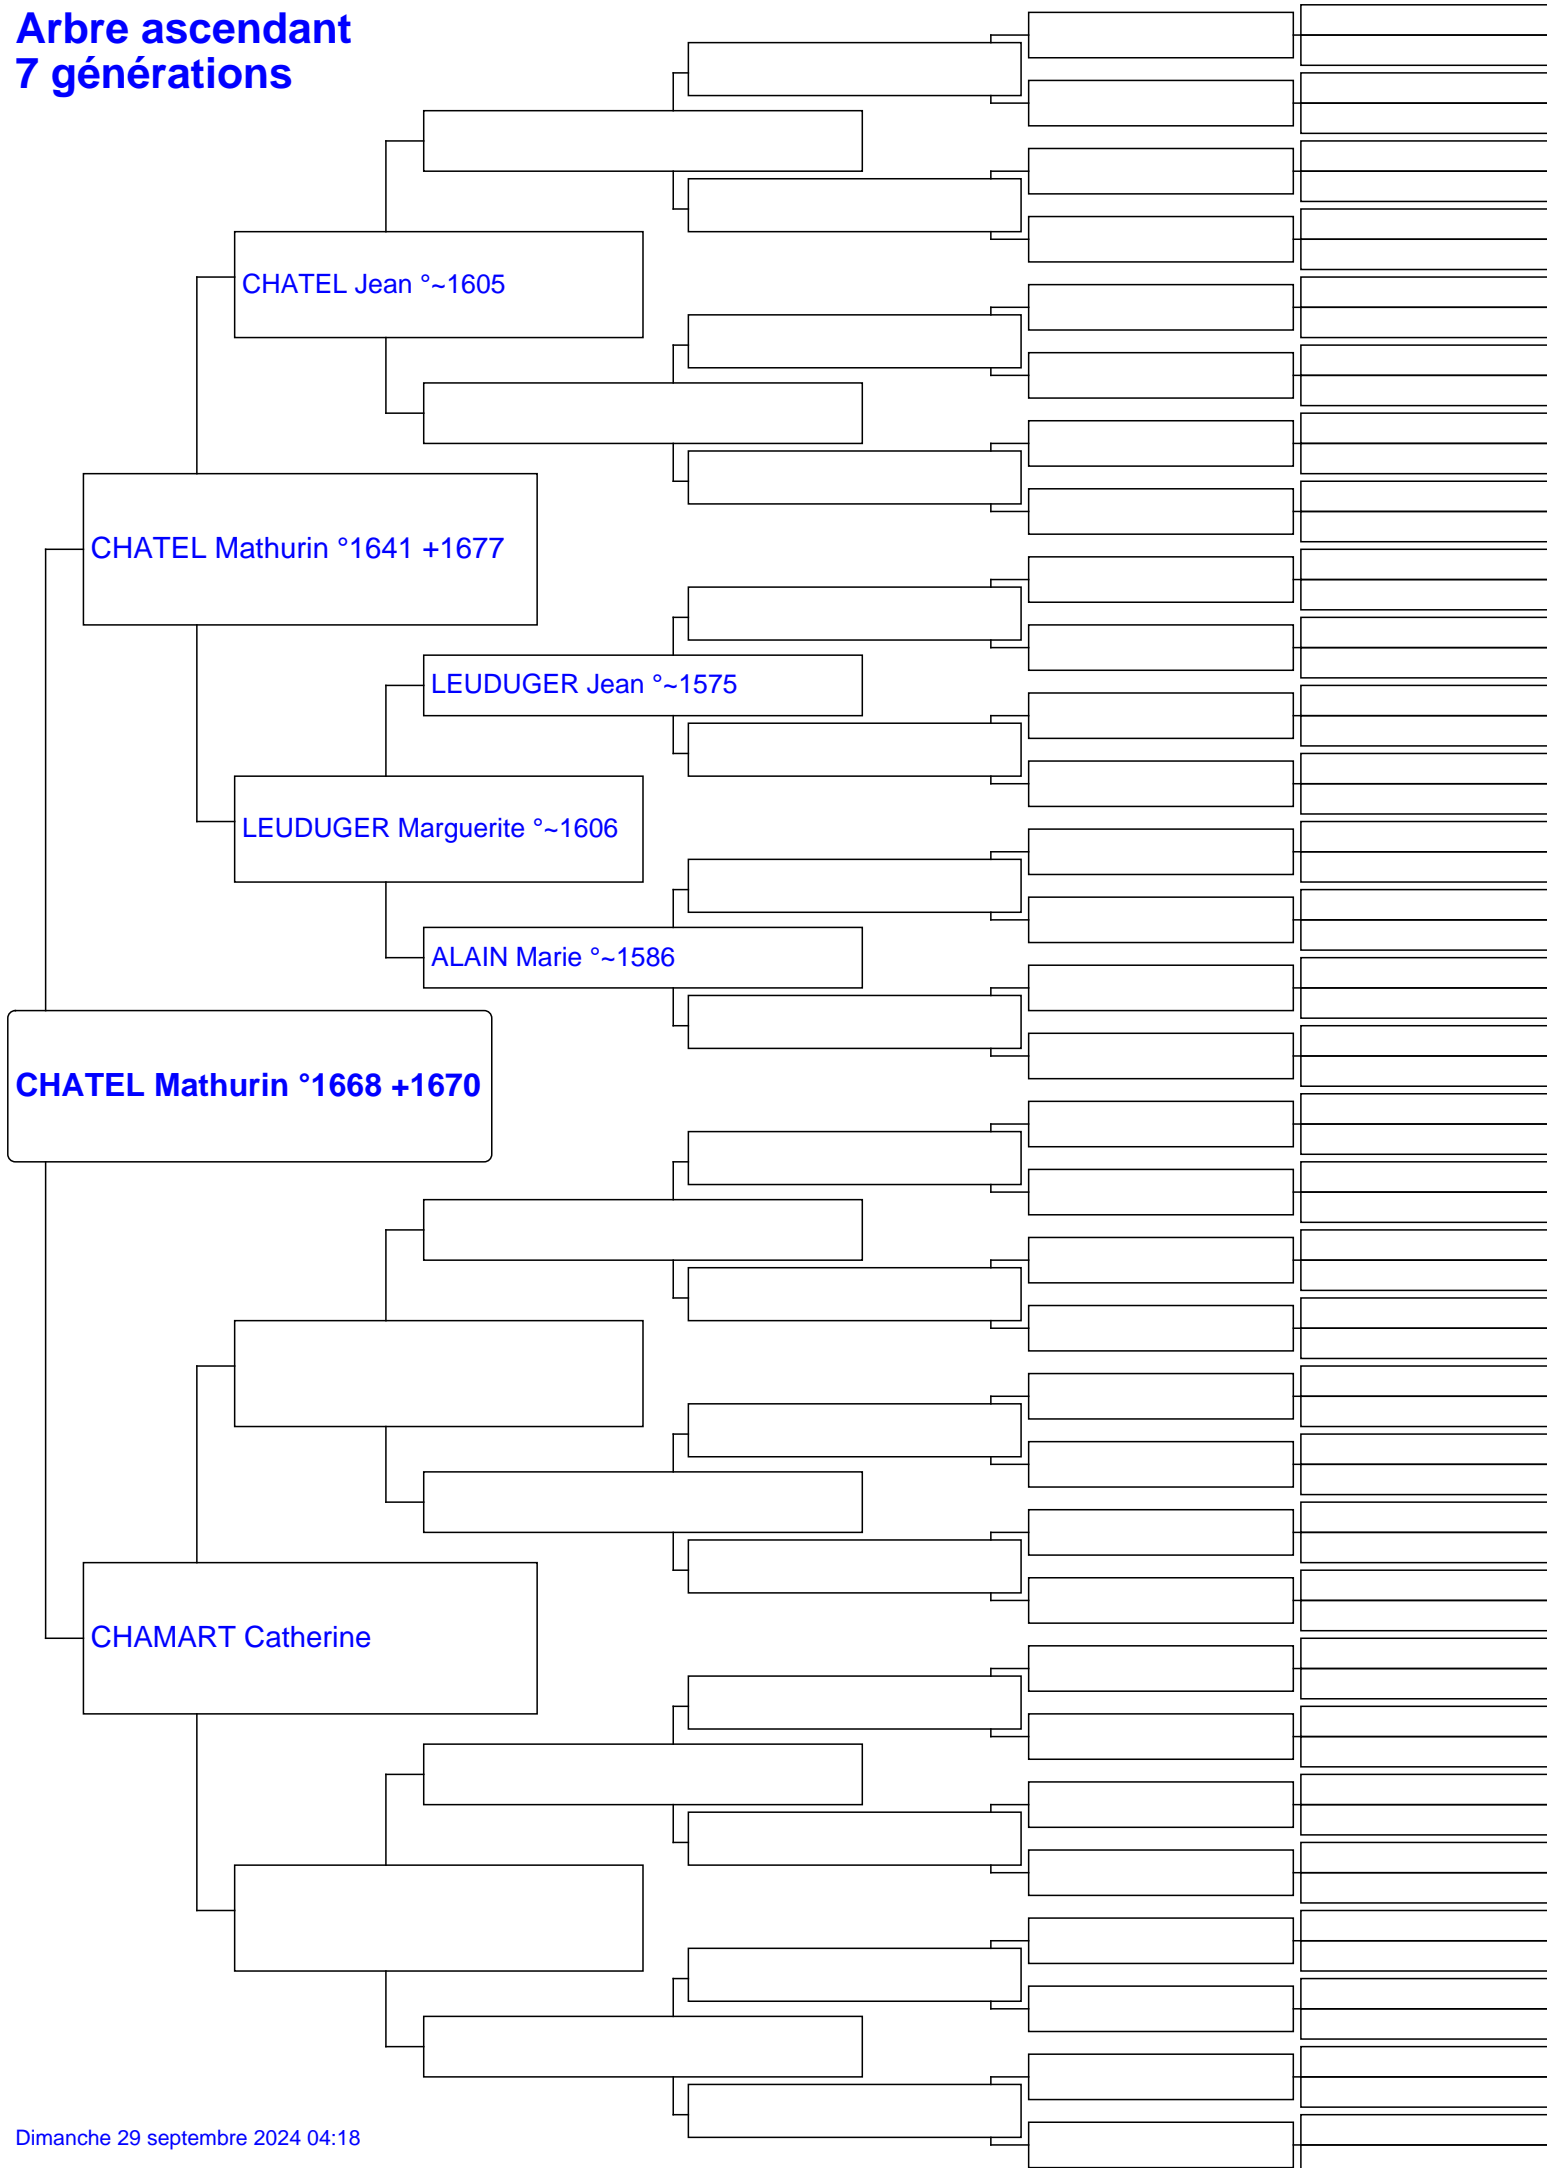 Arbre ascendant
7 générations
CHATEL Jean °~1605
CHATEL Mathurin °1641 +1677
LEUDUGER Jean °~1575
LEUDUGER Marguerite °~1606
ALAIN Marie °~1586
CHATEL Mathurin °1668 +1670
CHAMART Catherine
Dimanche 29 septembre 2024 04:18